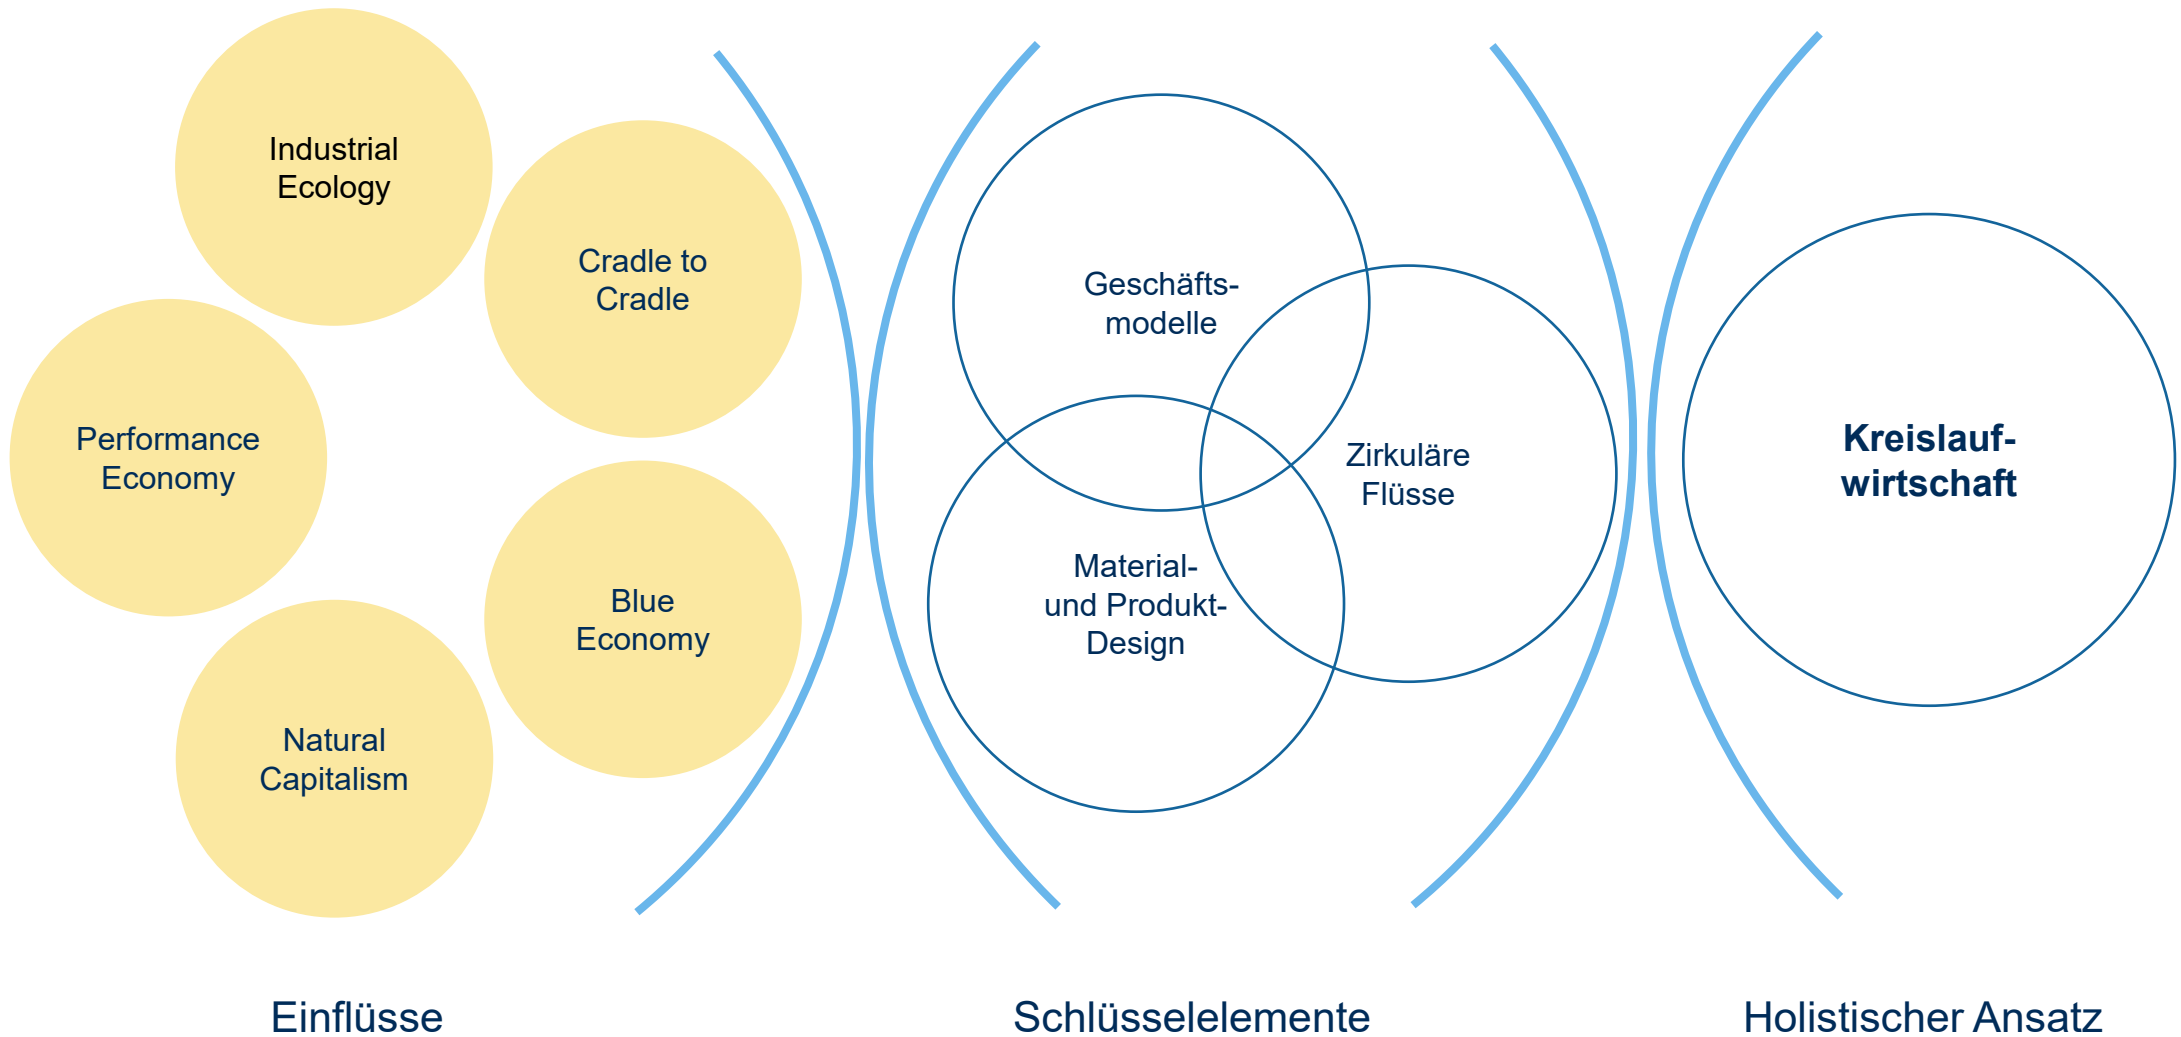 Industrial
Ecology
Cradle to
Cradle
Performance
Economy
Blue
Economy
Natural
Capitalism
Geschäfts-
modelle
Zirkuläre
Flüsse
Material-
und Produkt-
Design
Kreislauf-
wirtschaft
Einflüsse
Schlüsselelemente
Holistischer Ansatz